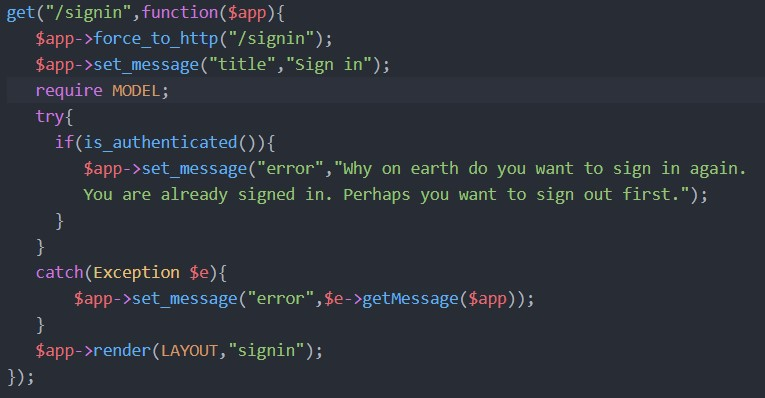 get("/signin",function($app){
   $app->force_to_http("/signin");
   $app->set_message("title","Sign in");
   require MODEL;
   try{
     if(is_authenticated()){
        $app->set_message("error","Why on earth do you want to sign in again.
        You are already signed in. Perhaps you want to sign out first.");
     }
   }
   catch(Exception $e){
       $app->set_message("error",$e->getMessage($app));
   }
   $app->render(LAYOUT,"signin");
});